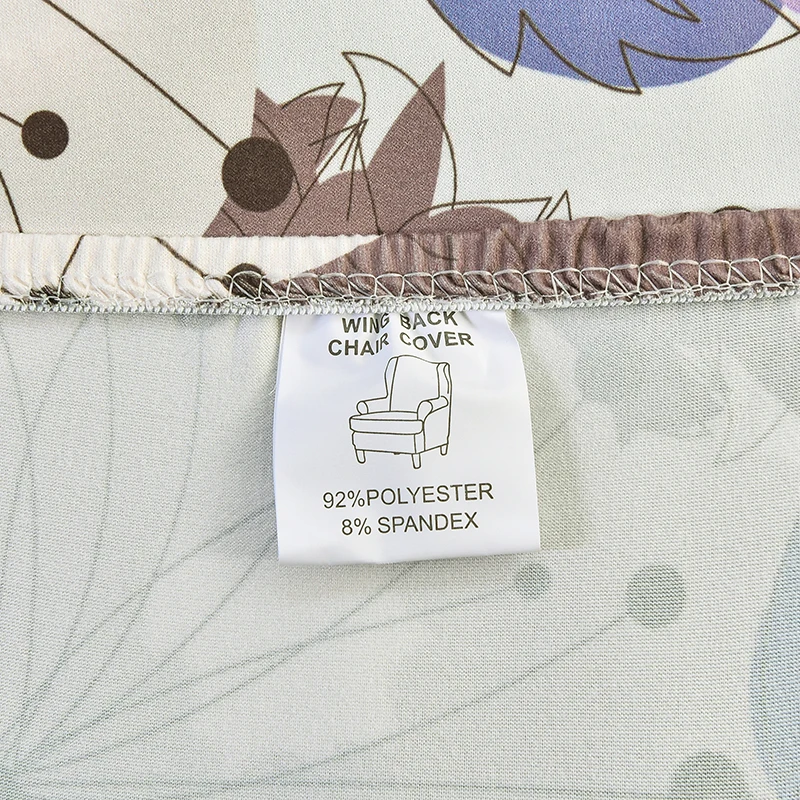 WING BACK
CHAIR COVER
92%POLYESTER
8% SPANDEX